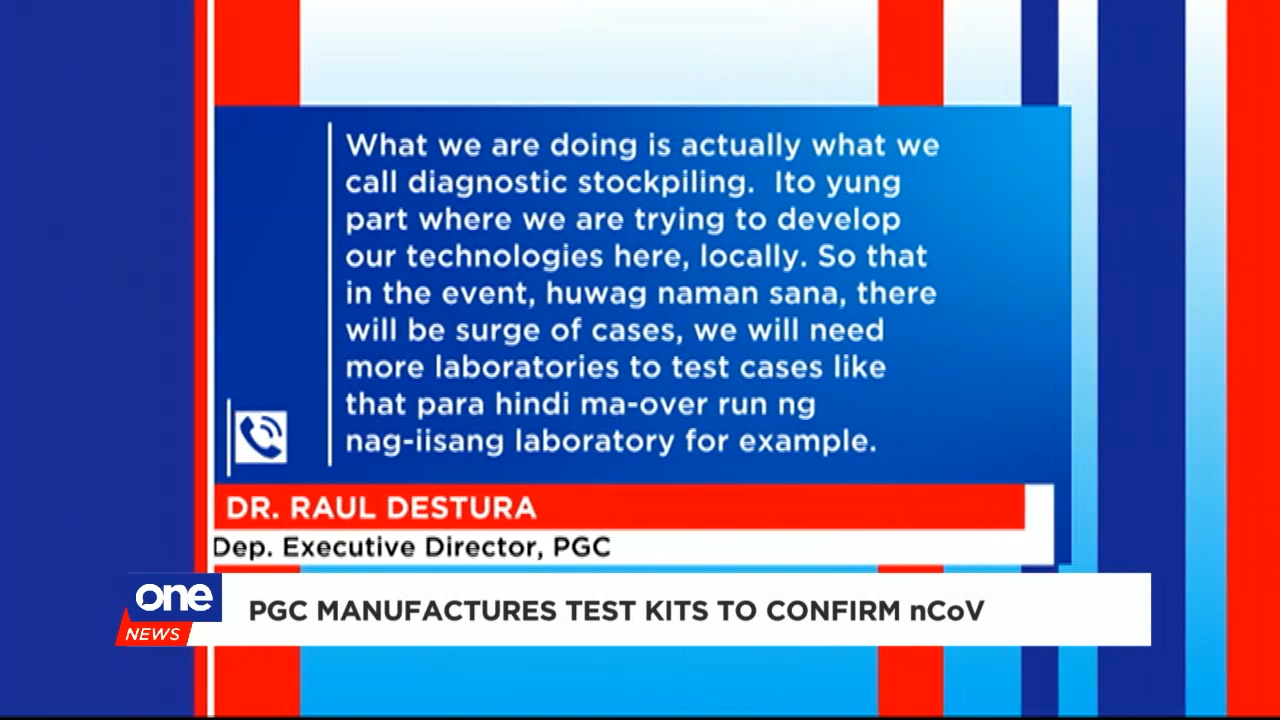 What we are doing is actually what we
call diagnostic stockpiling. Ito yung
part where we are trying to develop
our technologies here, locally. So that
in the event, huwag naman sana, there
will be surge of cases, we will need
more laboratories to test cases like
that para hindi ma-over run ng
nag-iisang laboratory for example.
DR. RAUL DESTURA
Dep. Executive Director, PGC
one
NEWS
PGC MANUFACTURES TEST KITS TO CONFIRM nCoV